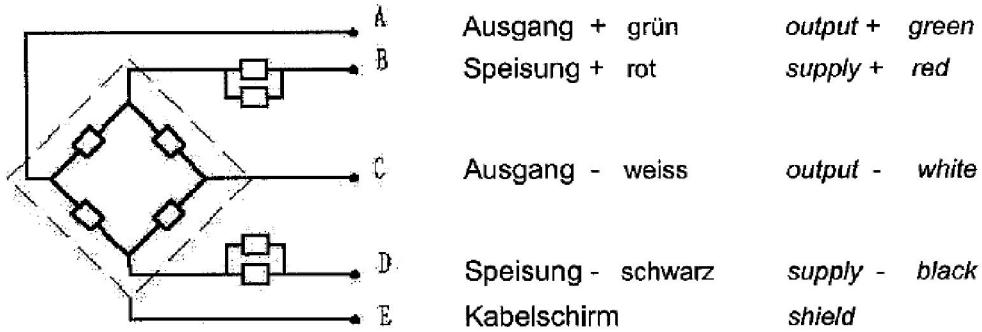 A Ausgang + grün output + green
B Speisung + rot supply + red
C Ausgang - weiss output - white
D Speisung - schwarz supply - black
E Kabelschirm shield